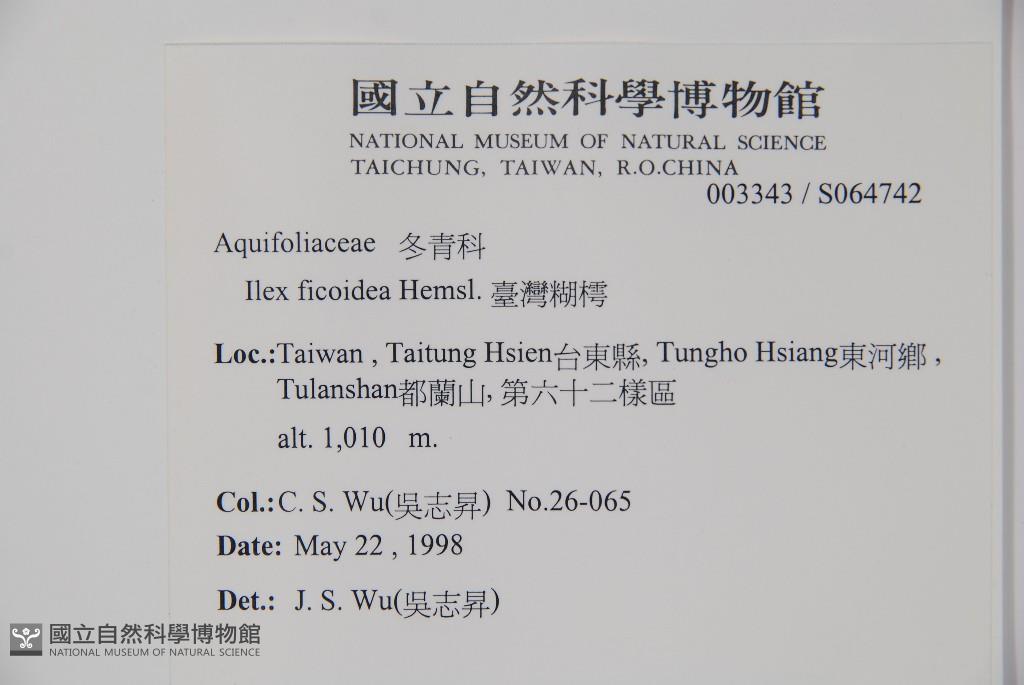 國立自然科學博物館
NATIONAL MUSEUM OF NATURAL SCIENCE
TAICHUNG, TAIWAN, R.O.CHINA
003343 / S064742
Aquifoliaceae 冬青科
Ilex ficoidea Hemsl. 臺灣糊樗
Loc.:Taiwan , Taitung Hsien台東縣, Tungho Hsiang東河鄉 ,
Tulanshan都蘭山, 第六十二樣區
alt. 1,010 m.
Col.:C. S. Wu(吳志昇) No.26-065
Date: May 22 , 1998
Det.: J. S. Wu(吳志昇)
國立自然科學博物館
NATIONAL MUSEUM OF NATURAL SCIENCE